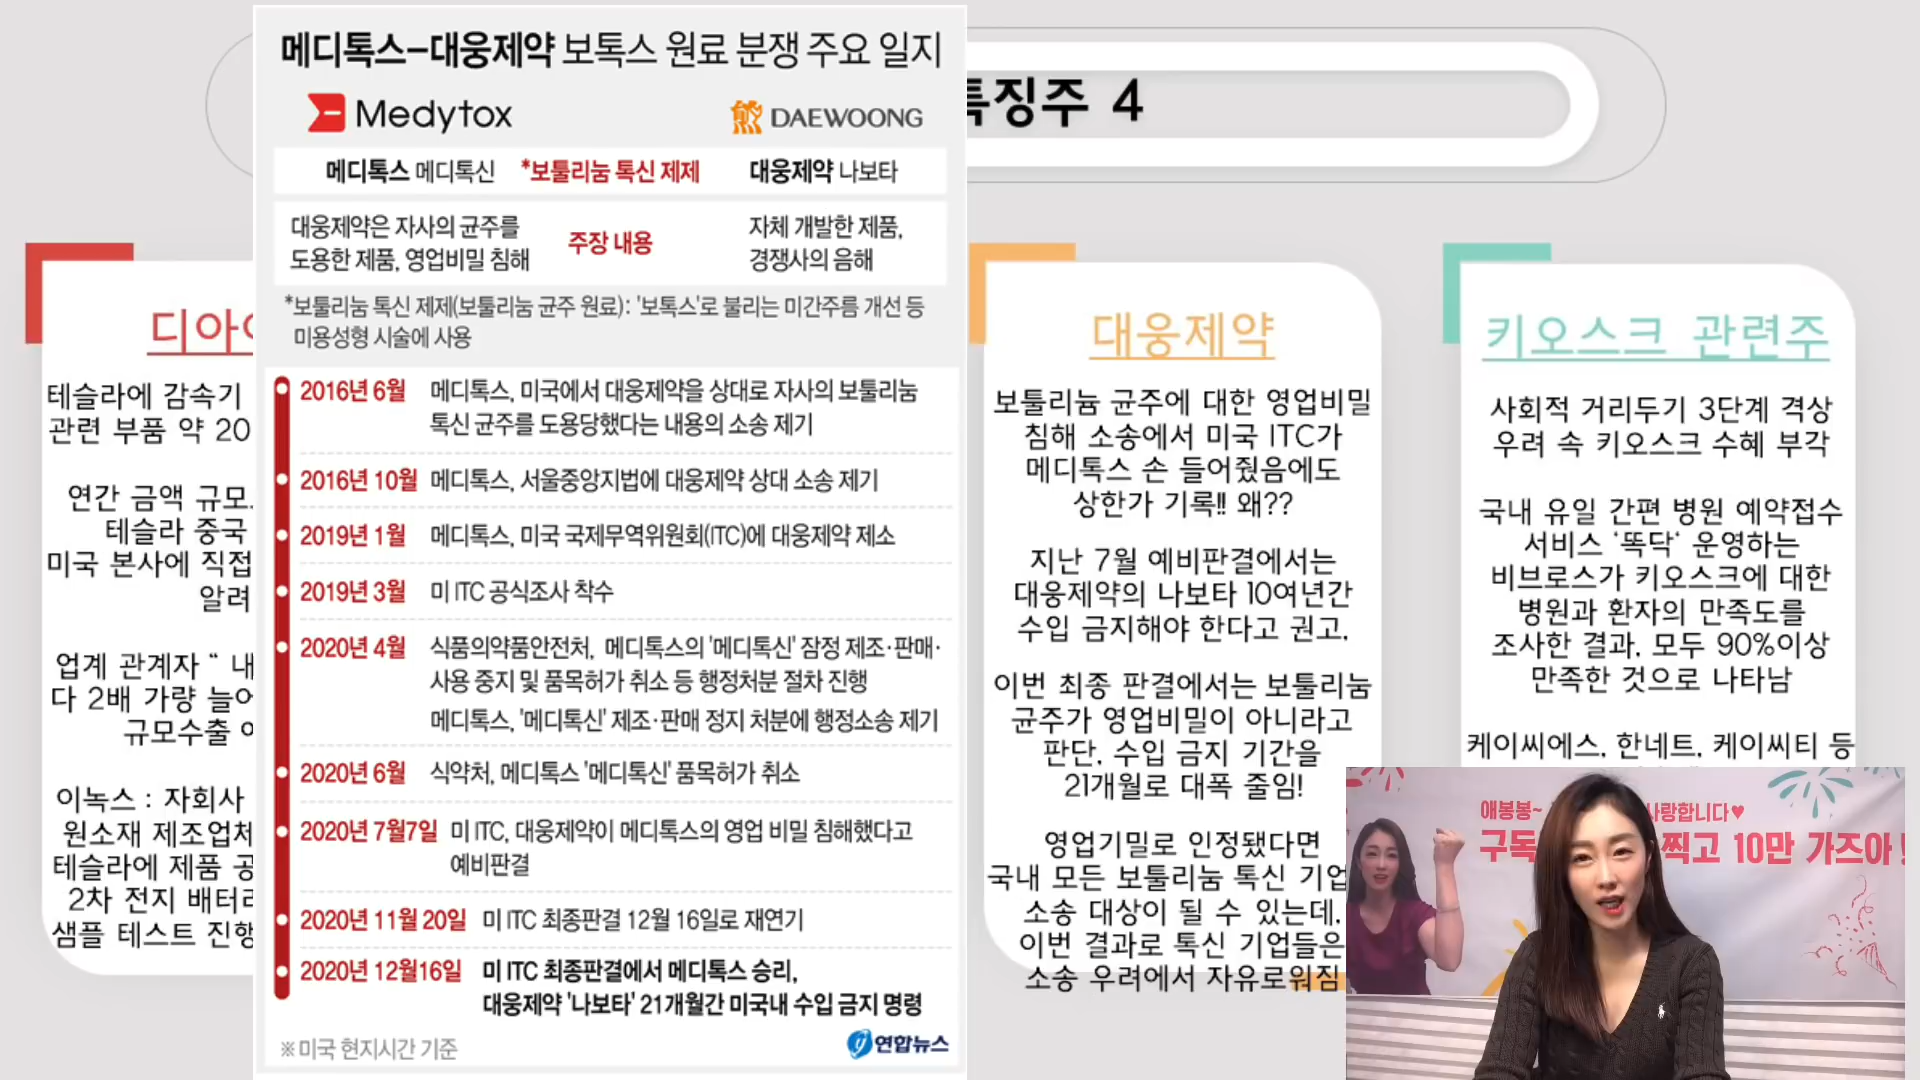 메디톡스-대웅제약 보톡스 원료 분쟁 주요 일지
Medytox
DAEWOONG
메디톡스 메디톡신 *보툴리눔 톡신 제제 대웅제약 나보타
대웅제약은 자사의 균주를
도용한 제품, 영업비밀 침해
주장 내용
자체 개발한 제품,
경쟁사의 음해
*보툴리눔 톡신 제제(보툴리눔 균주 원료): '보톡스'로 불리는 미간주름 개선 등
미용성형 시술에 사용
2016년 6월 메디톡스, 미국에서 대웅제약을 상대로 자사의 보툴리눔
톡신 균주를 도용당했다는 내용의 소송 제기
2016년 10월 메디톡스, 서울중앙지법에 대웅제약 상대 소송 제기
2019년 1월 메디톡스, 미국 국제무역위원회(ITC)에 대웅제약 제소
2019년 3월 미 ITC 공식조사 착수
2020년 4월 식품의약품안전처, 메디톡스의 '메디톡신' 잠정 제조·판매·
사용 중지 및 품목허가 취소 등 행정처분 절차 진행
메디톡스, '메디톡신' 제조·판매 정지 처분에 행정소송 제기
2020년 6월 식약처, 메디톡스 '메디톡신' 품목허가 취소
2020년 7월7일 미 ITC, 대웅제약이 메디톡스의 영업 비밀 침해했다고
예비판결
2020년 11월 20일 미 ITC 최종판결 12월 16일로 재연기
2020년 12월16일 미 ITC 최종판결에서 메디톡스 승리,
대웅제약 '나보타' 21개월간 미국내 수입 금지 명령
※미국 현지시간 기준
연합뉴스
특징주 4
디아
테슬라에 감속기
관련 부품 약 20
연간 금액 규모
테슬라 중국
미국 본사에 직접
알려
업계 관계자 " 내
다 2배 가량 늘어
규모수출
이녹스 : 자회사
원소재 제조업체
테슬라에 제품 공
2차 전지 배터리
샘플 테스트 진행
대웅제약
보툴리늄 균주에 대한 영업비밀
침해 소송에서 미국 ITC가
메디톡스 손 들어줬음에도
상한가 기록!! 왜??
지난 7월 예비판결에서는
대웅제약의 나보타 10여년간
수입 금지해야 한다고 권고,
이번 최종 판결에서는 보툴리눔
균주가 영업비밀이 아니라고
판단, 수입 금지 기간을
21개월로 대폭 줄임!
영업기밀로 인정됐다면
국내 모든 보툴리눔 톡신 기업
소송 대상이 될 수 있는데,
이번 결과로 톡신 기업들은
소송 우려에서 자유로워짐
키오스크 관련주
사회적 거리두기 3단계 격상
우려 속 키오스크 수혜 부각
국내 유일 간편 병원 예약접수
서비스 '똑닥' 운영하는
비브로스가 키오스크에 대한
병원과 환자의 만족도를
조사한 결과, 모두 90%이상
만족한 것으로 나타남
케이씨에스, 한네트, 케이씨티 등
애봉봉~ 사랑합니다♥
구독 찍고 10만 가즈아!